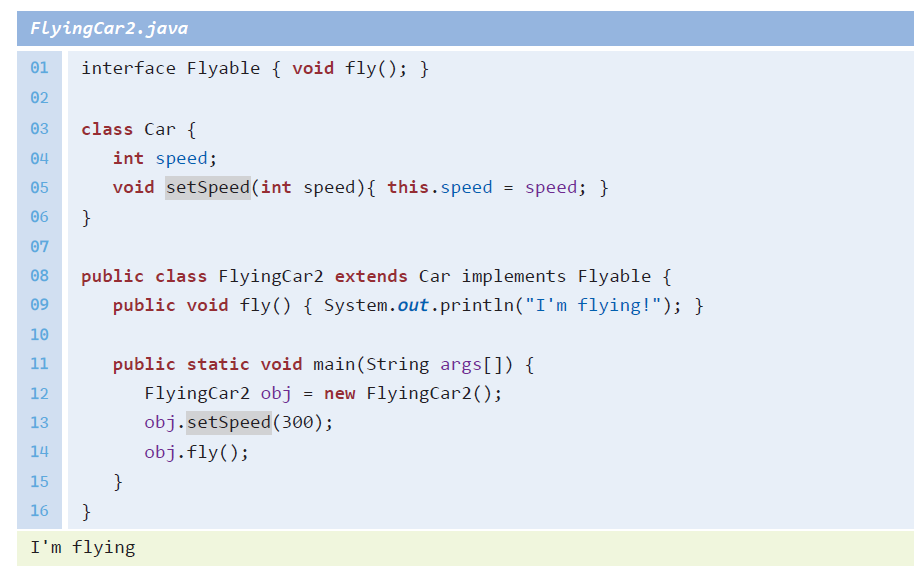 FlyingCar2.java
01 interface Flyable { void fly(); }
02
03 class Car {
04    int speed;
05    void setSpeed(int speed){ this.speed = speed; }
06 }
07
08 public class FlyingCar2 extends Car implements Flyable {
09    public void fly() { System.out.println("I'm flying!"); }
10
11    public static void main(String args[]) {
12       FlyingCar2 obj = new FlyingCar2();
13       obj.setSpeed(300);
14       obj.fly();
15    }
16 }
I'm flying